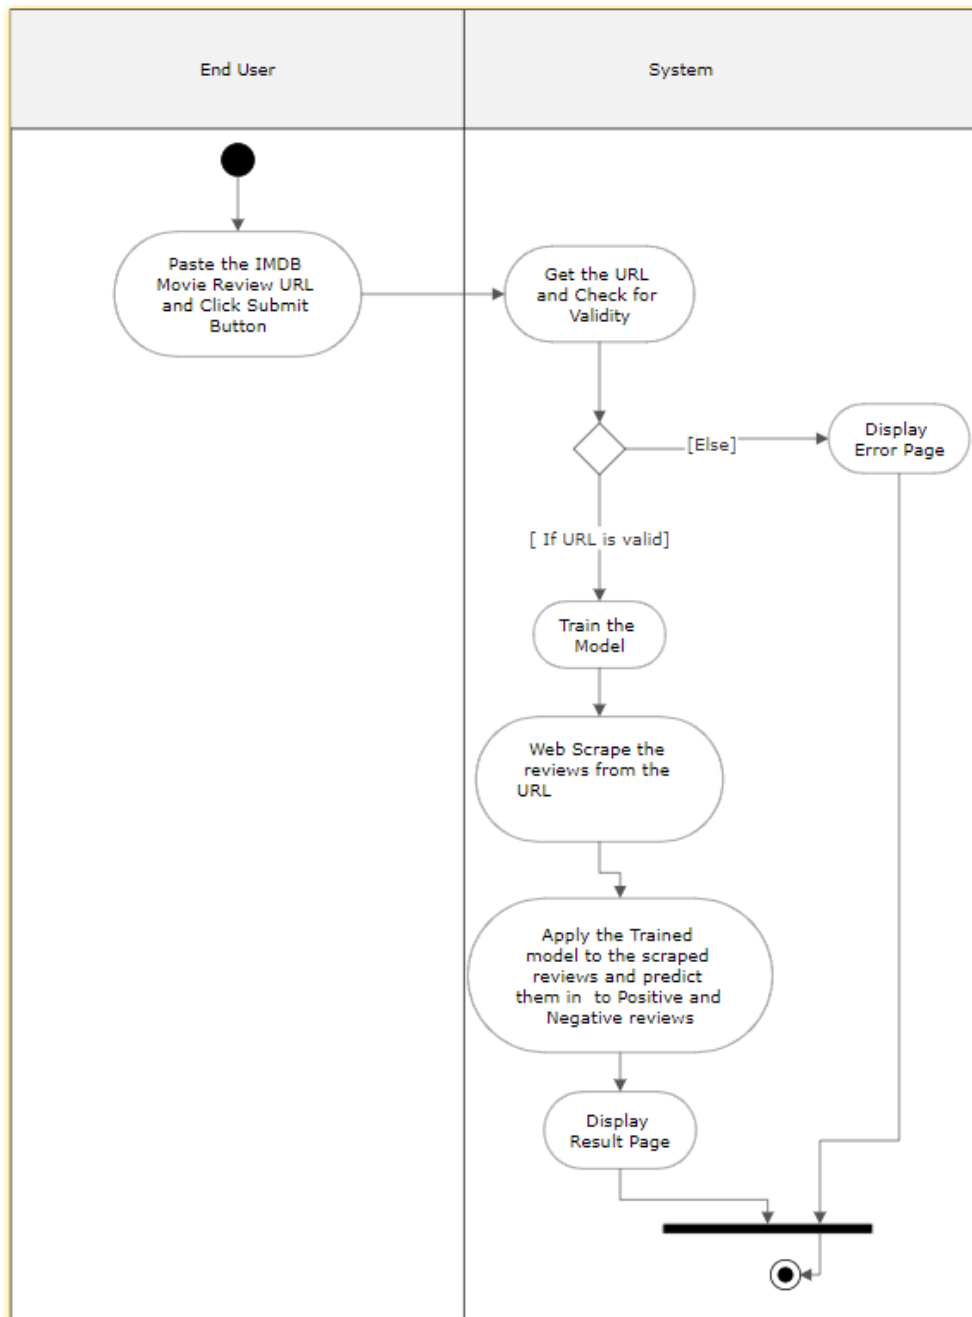 End User
System
Paste the IMDB
Movie Review URL
and Click Submit
Button
Get the URL
and Check for
Validity
[Else]
Display
Error Page
[ If URL is valid]
Train the
Model
Web Scrape the
reviews from the
URL
Apply the Trained
model to the scraped
reviews and predict
them in  to Positive and
Negative reviews
Display
Result Page